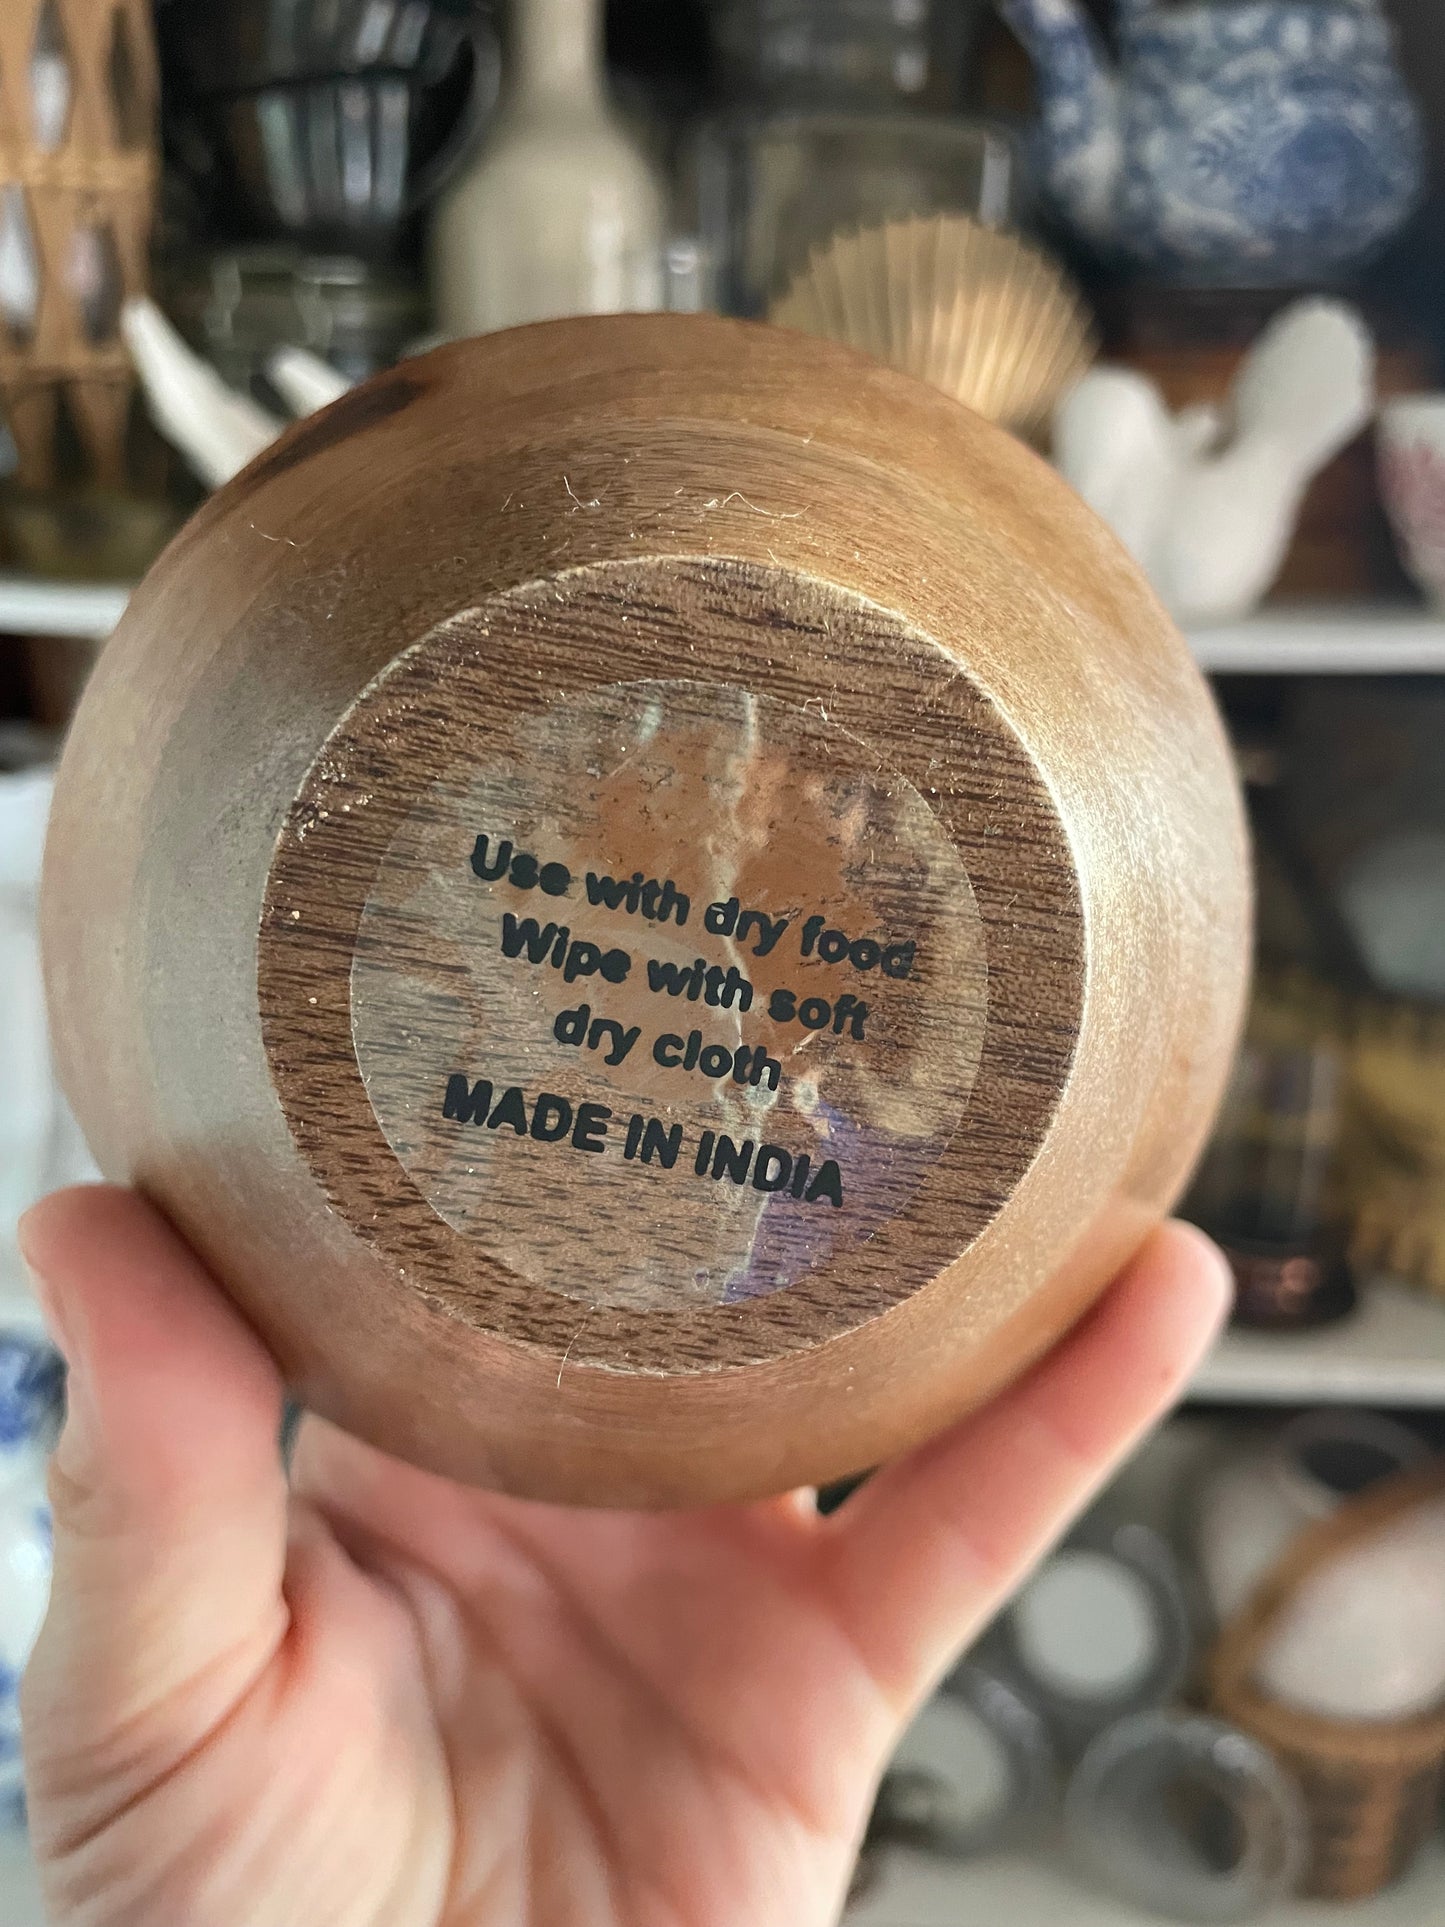 Use with dry food
Wipe with soft
dry cloth
MADE IN INDIA